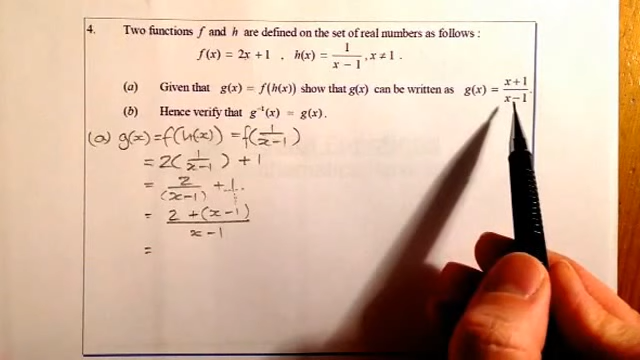 4. Two functions f and h are defined on the set of real numbers as follows :
f(x) = 2x + 1 , h(x) = 1/(x − 1), x ≠ 1 .
(a) Given that g(x) = f(h(x)) show that g(x) can be written as g(x) = (x+1)/(x−1).
(b) Hence verify that g⁻¹(x) = g(x).
(a) g(x) = f(h(x)) = f(1/(x−1))
= 2(1/(x−1)) + 1
= 2/(x−1) + 1
= (2 + (x−1))/(x − 1)
=